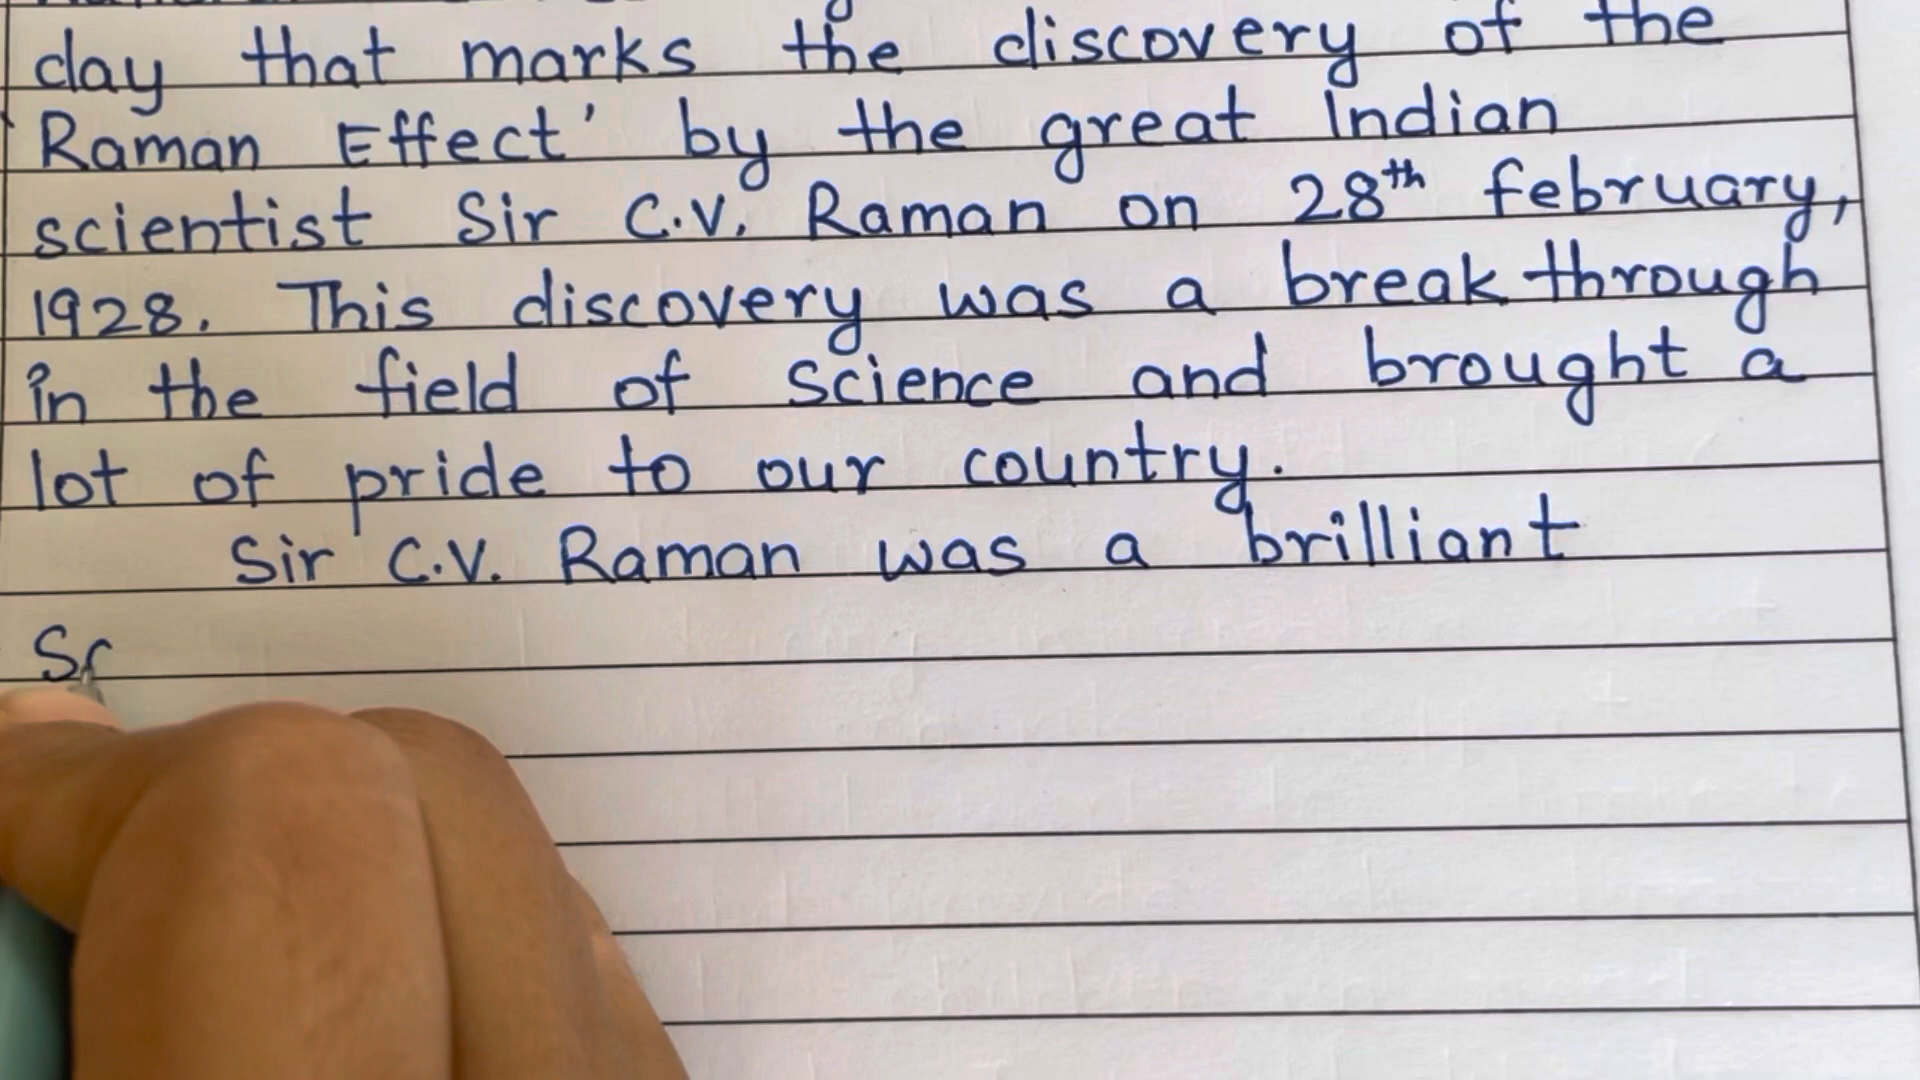 day that marks the discovery of the
'Raman Effect' by the great Indian
scientist Sir C.V. Raman on 28th february,
1928. This discovery was a breakthrough
in the field of science and brought a
lot of pride to our country.
Sir C.V. Raman was a brilliant
Sc